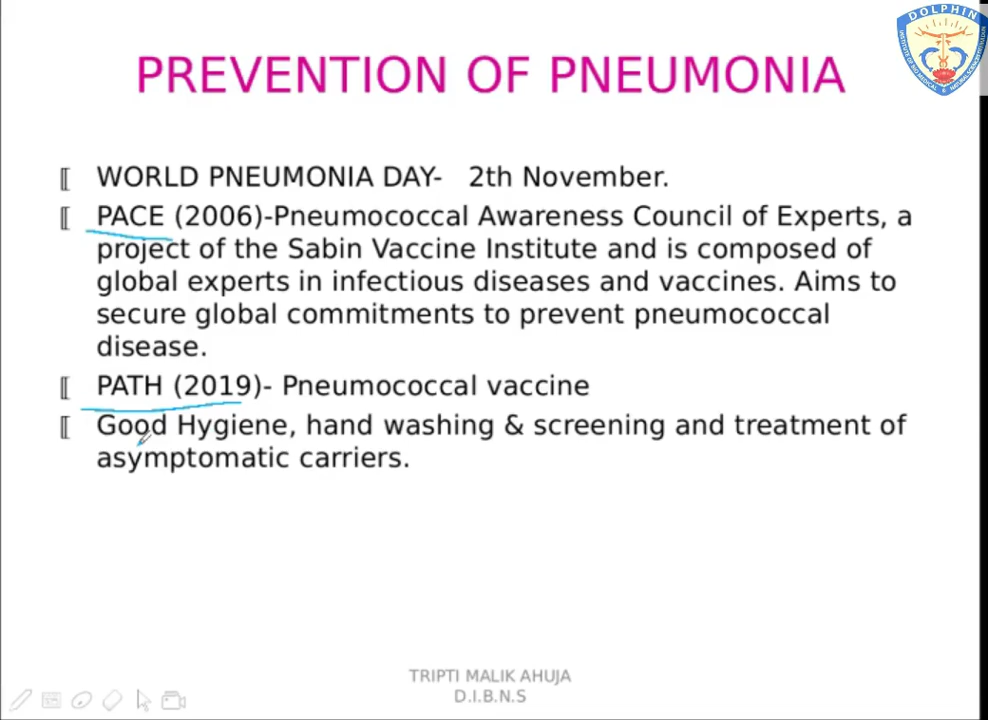 DOLPHIN
PREVENTION OF PNEUMONIA
WORLD PNEUMONIA DAY- 2th November.
PACE (2006)-Pneumococcal Awareness Council of Experts, a
project of the Sabin Vaccine Institute and is composed of
global experts in infectious diseases and vaccines. Aims to
secure global commitments to prevent pneumococcal
disease.
PATH (2019)- Pneumococcal vaccine
Good Hygiene, hand washing & screening and treatment of
asymptomatic carriers.
TRIPTI MALIK AHUJA
D.I.B.N.S